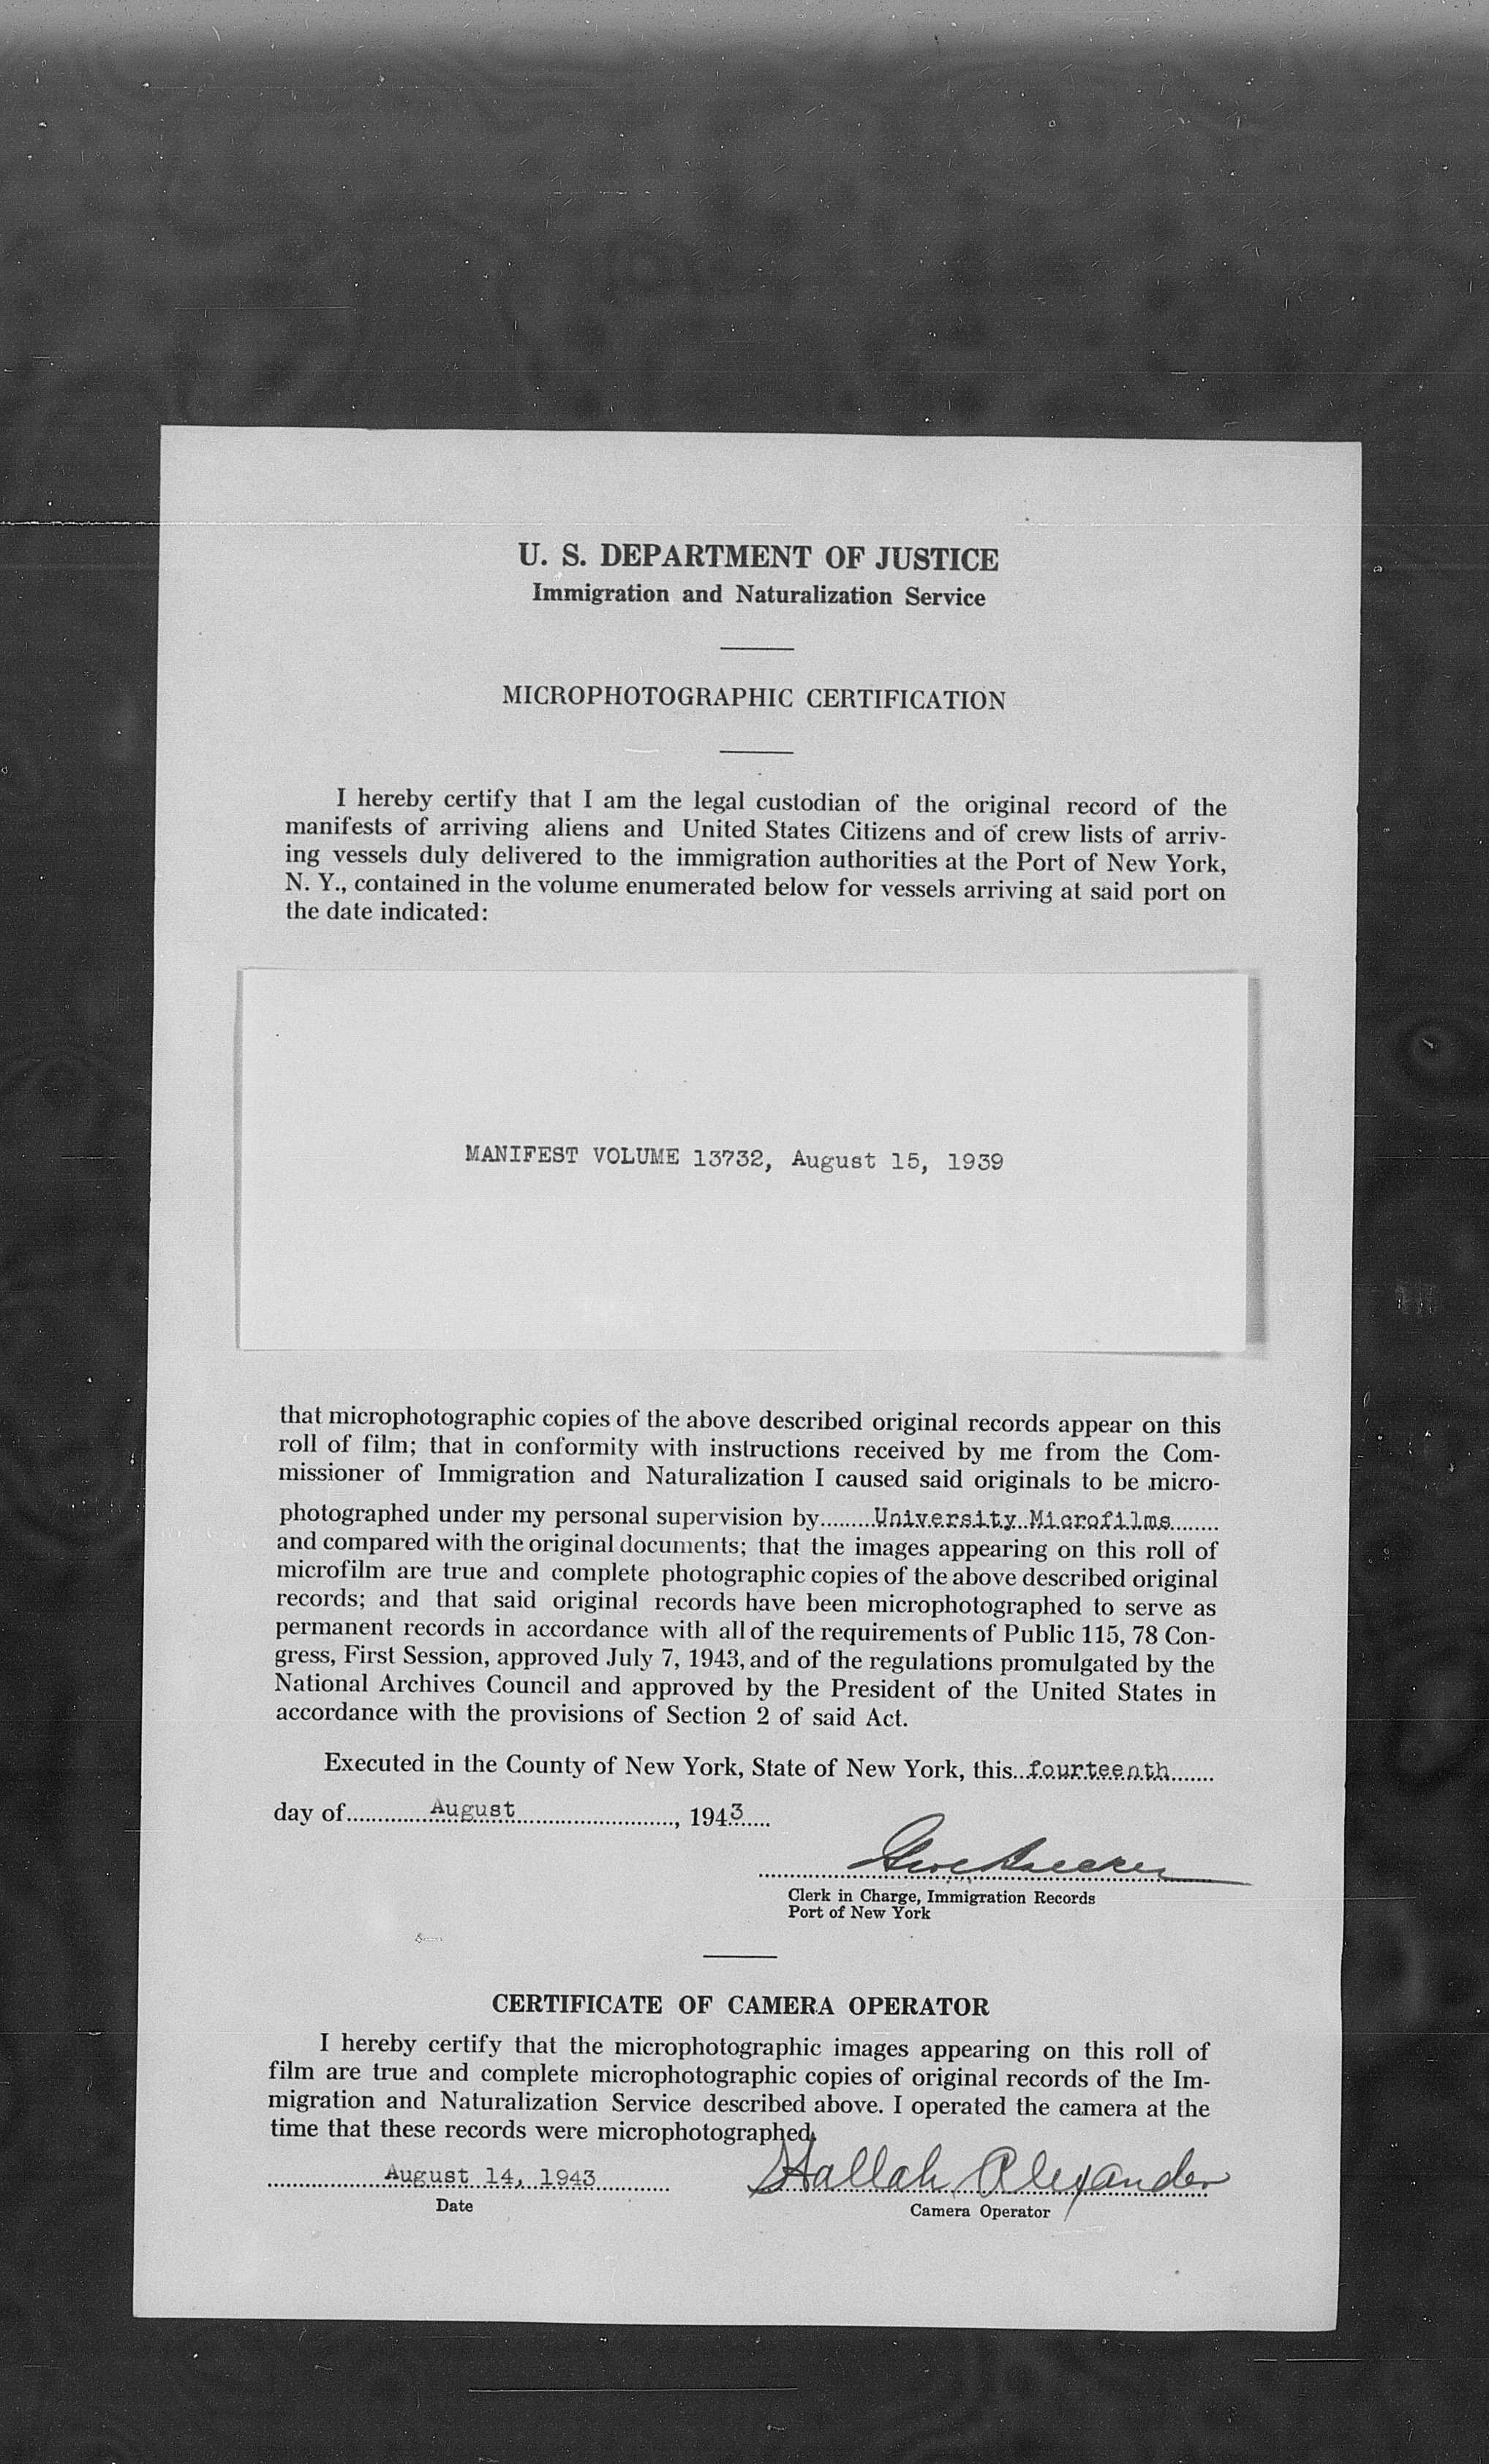 U. S. DEPARTMENT OF JUSTICE
Immigration and Naturalization Service
MICROPHOTOGRAPHIC CERTIFICATION
I hereby certify that I am the legal custodian of the original record of the
manifests of arriving aliens and United States Citizens and of crew lists of arriv-
ing vessels duly delivered to the immigration authorities at the Port of New York,
N. Y., contained in the volume enumerated below for vessels arriving at said port on
the date indicated:
MANIFEST VOLUME 13732, August 15, 1939
that microphotographic copies of the above described original records appear on this
roll of film; that in conformity with instructions received by me from the Com-
missioner of Immigration and Naturalization I caused said originals to be micro-
photographed under my personal supervision by........University Microfilms........
and compared with the original documents; that the images appearing on this roll of
microfilm are true and complete photographic copies of the above described original
records; and that said original records have been microphotographed to serve as
permanent records in accordance with all of the requirements of Public 115, 78 Con-
gress, First Session, approved July 7, 1943, and of the regulations promulgated by the
National Archives Council and approved by the President of the United States in
accordance with the provisions of Section 2 of said Act.
Executed in the County of New York, State of New York, this...fourteenth.......
day of..............August............................, 1943.....
Clerk in Charge, Immigration Records
Port of New York
CERTIFICATE OF CAMERA OPERATOR
I hereby certify that the microphotographic images appearing on this roll of
film are true and complete microphotographic copies of original records of the Im-
migration and Naturalization Service described above. I operated the camera at the
time that these records were microphotographed.
August 14, 1943 Hallah Alexander
Date Camera Operator